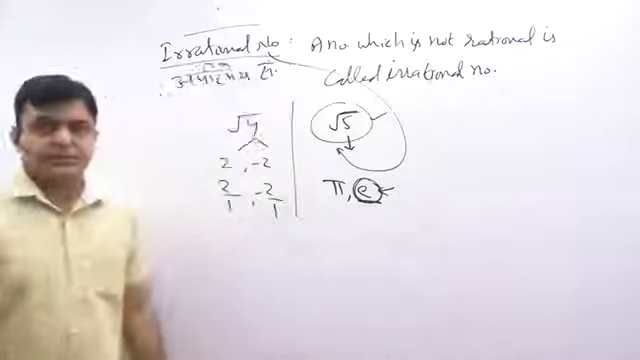 Irrational No: A no. which is not rational is
called irrational no.
अपरिमेय सं.
√4
2, -2
2/1, -2/1
√5
π, e